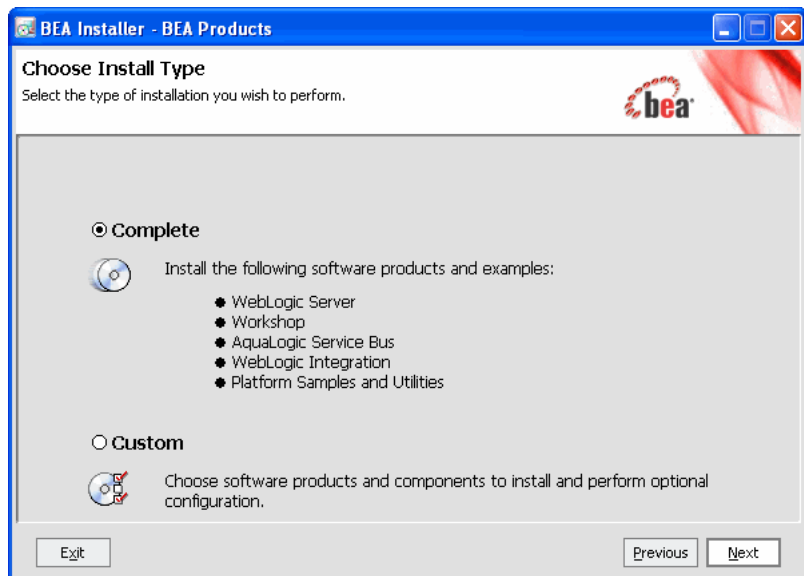 BEA Installer - BEA Products
Choose Install Type
Select the type of installation you wish to perform.
bea
Complete
Install the following software products and examples:
WebLogic Server
Workshop
AquaLogic Service Bus
WebLogic Integration
Platform Samples and Utilities
Custom
Choose software products and components to install and perform optional
configuration.
Exit
Previous
Next